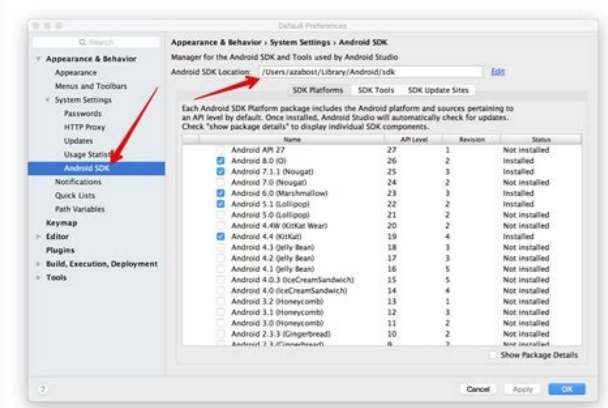 Default Preferences
Search
Appearance & Behavior
Appearance
Menus and Toolbars
System Settings
Passwords
HTTP Proxy
Updates
Usage Statist
Android SDK
Notifications
Quick Lists
Path Variables
Keymap
Editor
Plugins
Build, Execution, Deployment
Tools
Appearance & Behavior › System Settings › Android SDK
Manager for the Android SDK and Tools used by Android Studio
Android SDK Location: /Users/azabost/Library/Android/sdk Edit
SDK Platforms SDK Tools SDK Update Sites
Each Android SDK Platform package includes the Android platform and sources pertaining to
an API level by default. Once installed, Android Studio will automatically check for updates.
Check "show package details" to display individual SDK components.
Name API Level Revision Status
Android API 27 27 1 Not installed
Android 8.0 (O) 26 2 Installed
Android 7.1.1 (Nougat) 25 3 Installed
Android 7.0 (Nougat) 24 2 Not installed
Android 6.0 (Marshmallow) 23 3 Installed
Android 5.1 (Lollipop) 22 2 Installed
Android 5.0 (Lollipop) 21 2 Not installed
Android 4.4W (KitKat Wear) 20 2 Not installed
Android 4.4 (KitKat) 19 4 Installed
Android 4.3 (Jelly Bean) 18 3 Not installed
Android 4.2 (Jelly Bean) 17 3 Not installed
Android 4.1 (Jelly Bean) 16 5 Not installed
Android 4.0.3 (IceCreamSandwich) 15 5 Not installed
Android 4.0 (IceCreamSandwich) 14 4 Not installed
Android 3.2 (Honeycomb) 13 1 Not installed
Android 3.1 (Honeycomb) 12 3 Not installed
Android 3.0 (Honeycomb) 11 2 Not installed
Android 2.3.3 (Gingerbread) 10 2 Not installed
Android 2.3 (Gingerbread) 9 2 Not installed
Show Package Details
?
Cancel Apply OK